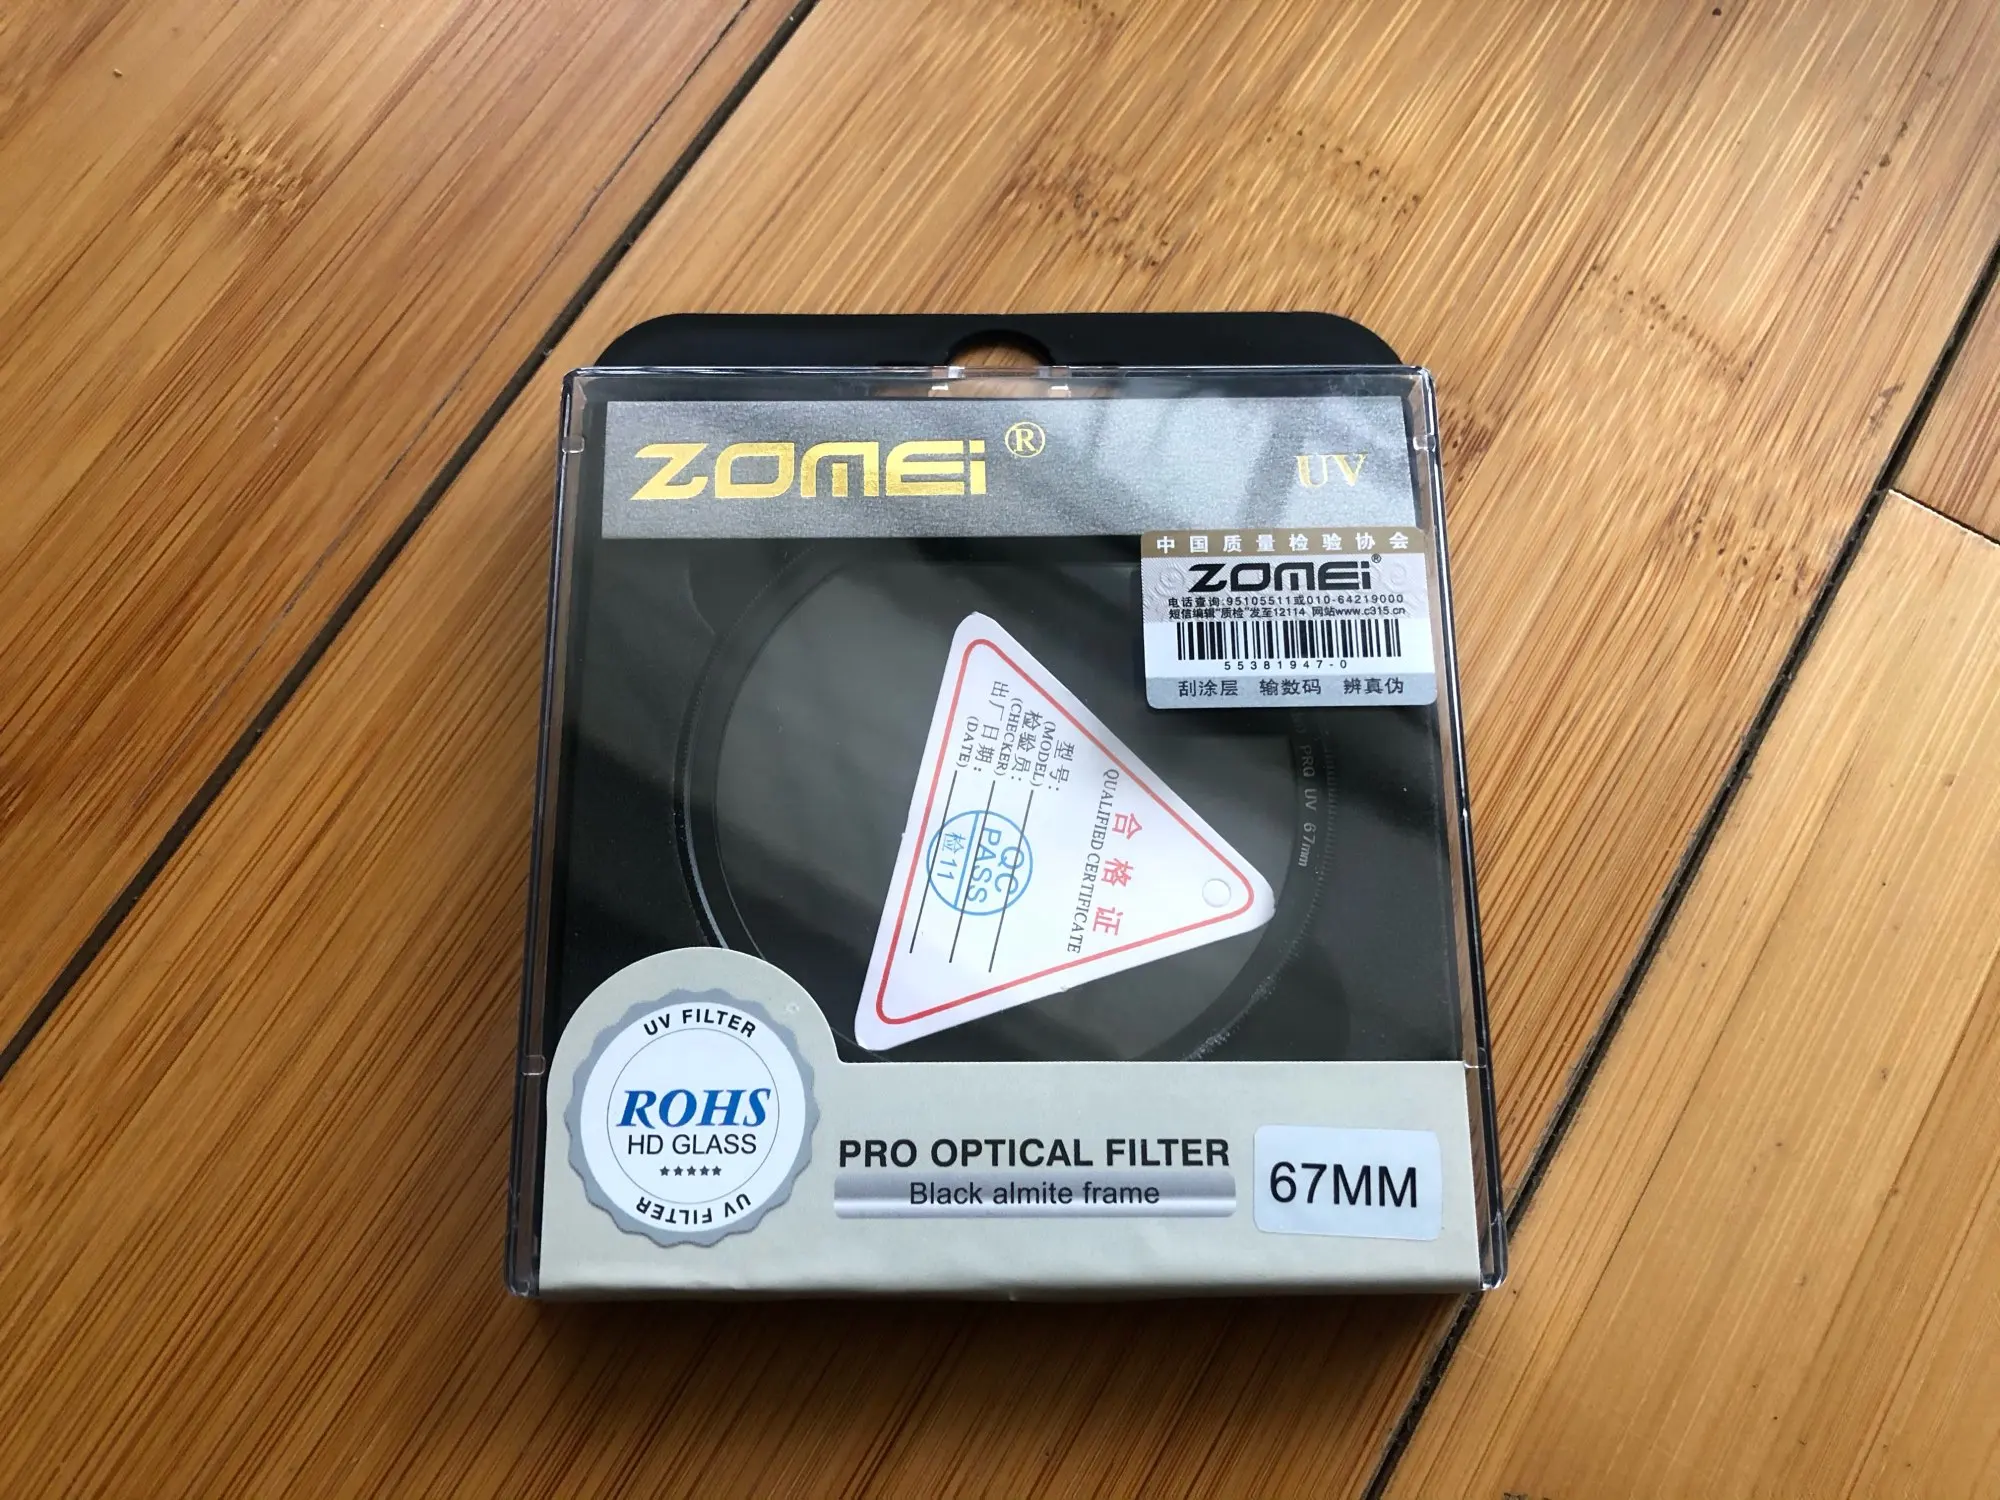 ZOMEi ®
UV
中国质量检验协会
ZOMEi®
电话查询:95105511或010-64219000
短信编辑"质检"发至12114 网站www.c315.cn
55381947-0
刮涂层 输数码 辨真伪
PRO UV 67mm
合格证
QUALIFIED CERTIFICATE
型号:
(MODEL)
检验员:
(CHECKER)
出厂日期:
(DATE)
QC
PASS
检11
UV FILTER
ROHS
HD GLASS
★★★★★
UV FILTER
PRO OPTICAL FILTER
Black almite frame
67MM